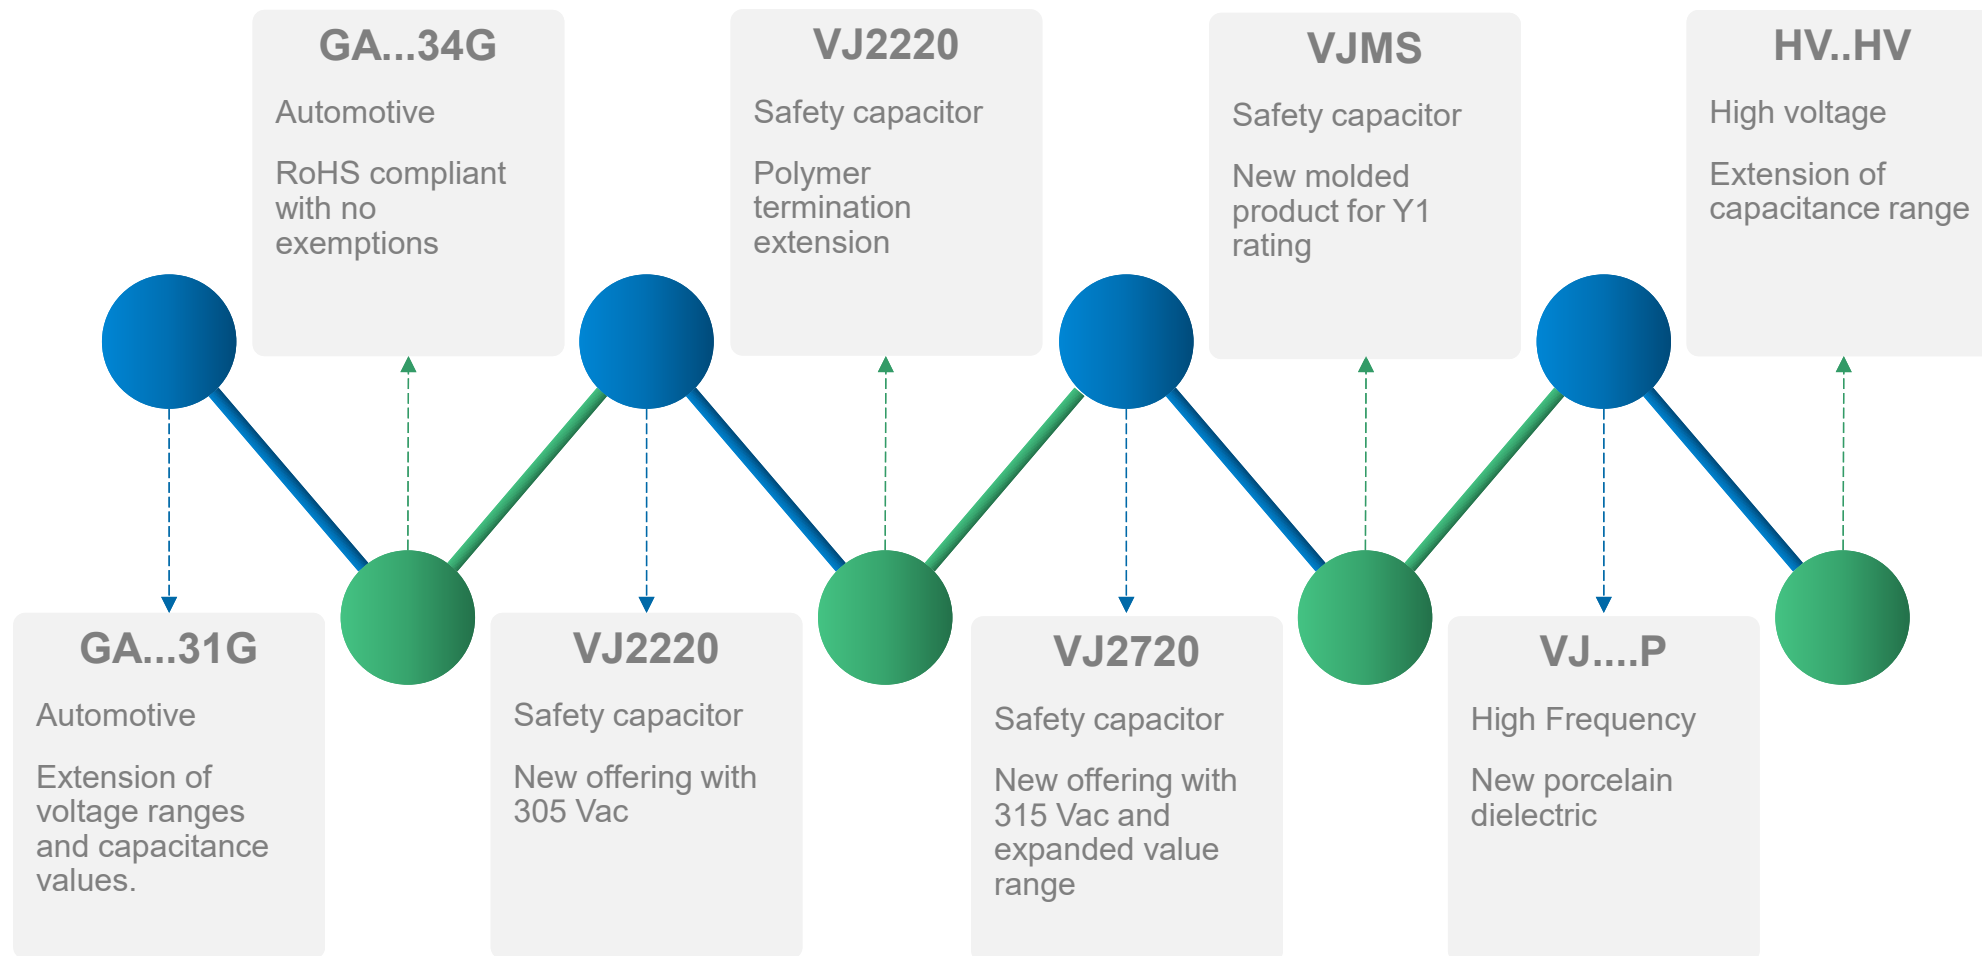 GA...34G
Automotive
RoHS compliant
with no
exemptions
VJ2220
Safety capacitor
Polymer
termination
extension
VJMS
Safety capacitor
New molded
product for Y1
rating
HV..HV
High voltage
Extension of
capacitance range
GA...31G
Automotive
Extension of
voltage ranges
and capacitance
values.
VJ2220
Safety capacitor
New offering with
305 Vac
VJ2720
Safety capacitor
New offering with
315 Vac and
expanded value
range
VJ....P
High Frequency
New porcelain
dielectric